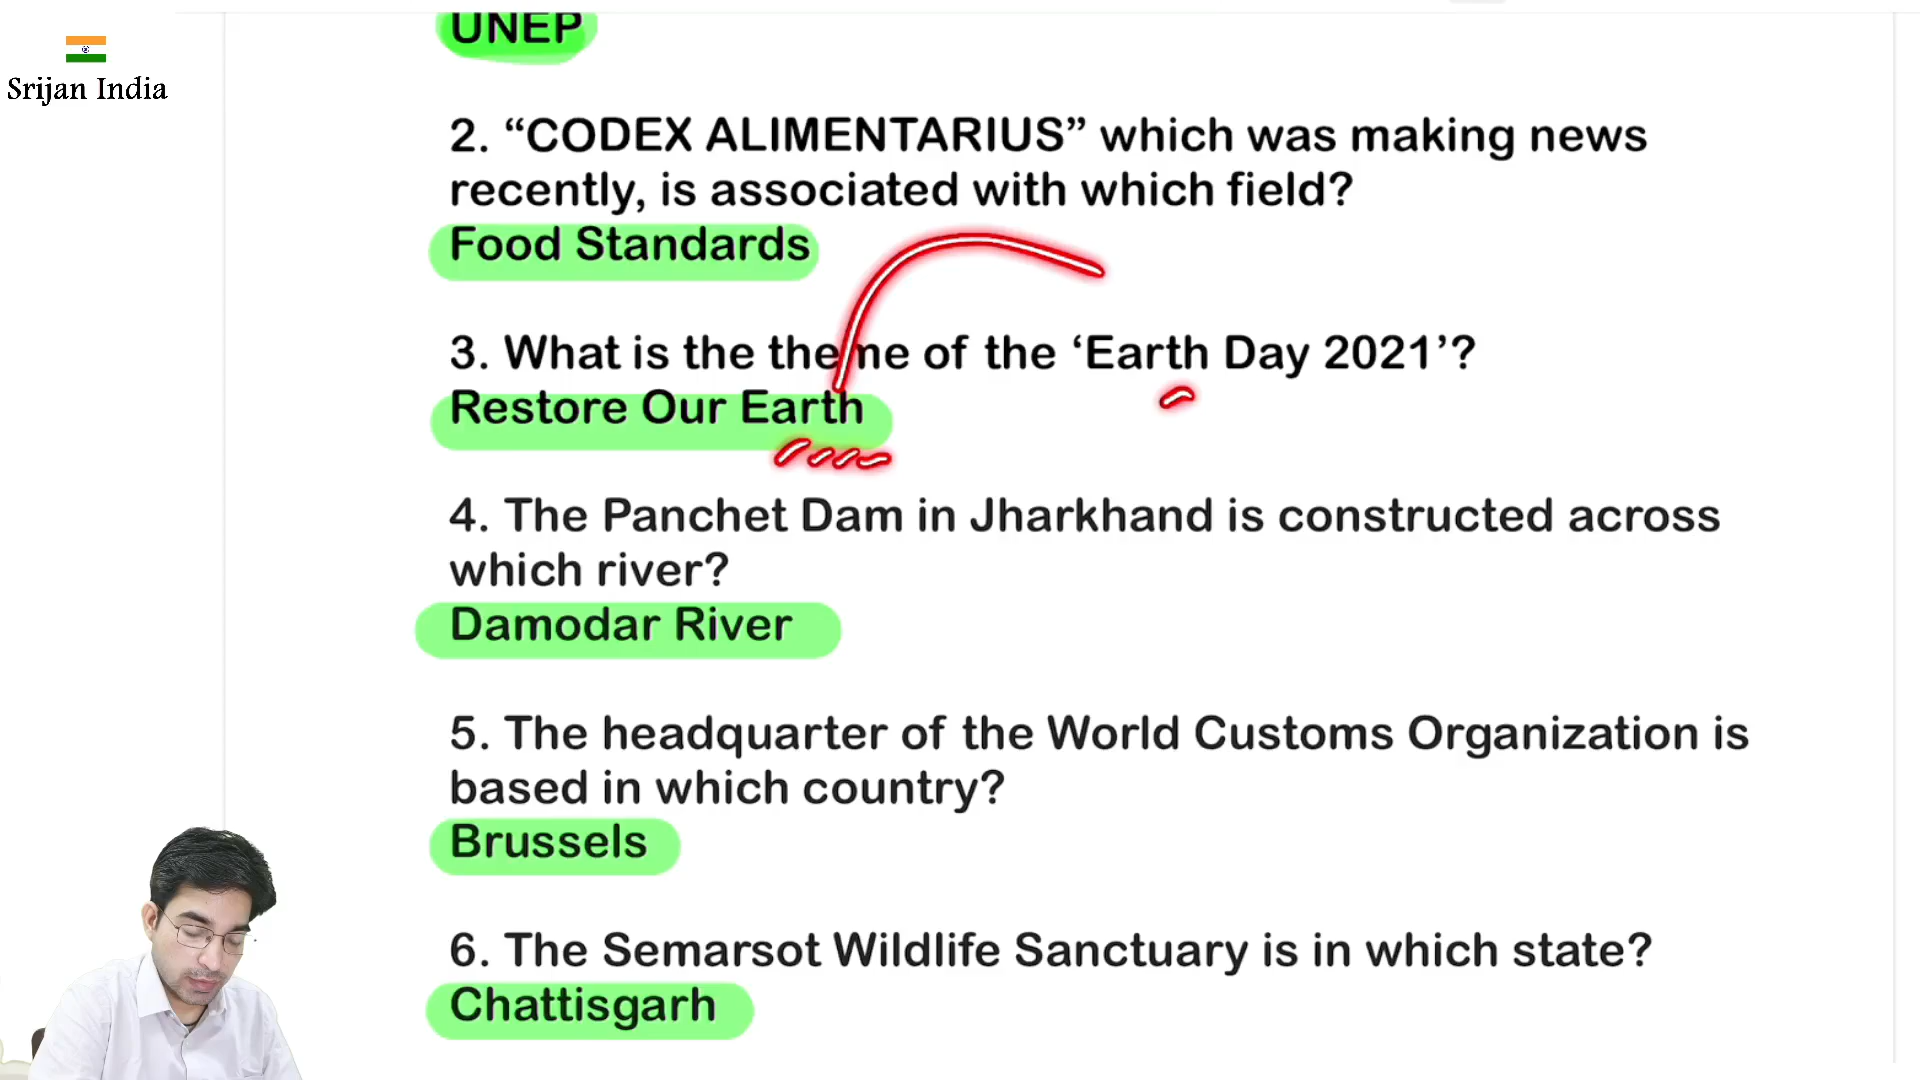 Srijan India
UNEP
2. “CODEX ALIMENTARIUS” which was making news
recently, is associated with which field?
Food Standards
3. What is the theme of the ‘Earth Day 2021’?
Restore Our Earth
4. The Panchet Dam in Jharkhand is constructed across
which river?
Damodar River
5. The headquarter of the World Customs Organization is
based in which country?
Brussels
6. The Semarsot Wildlife Sanctuary is in which state?
Chattisgarh